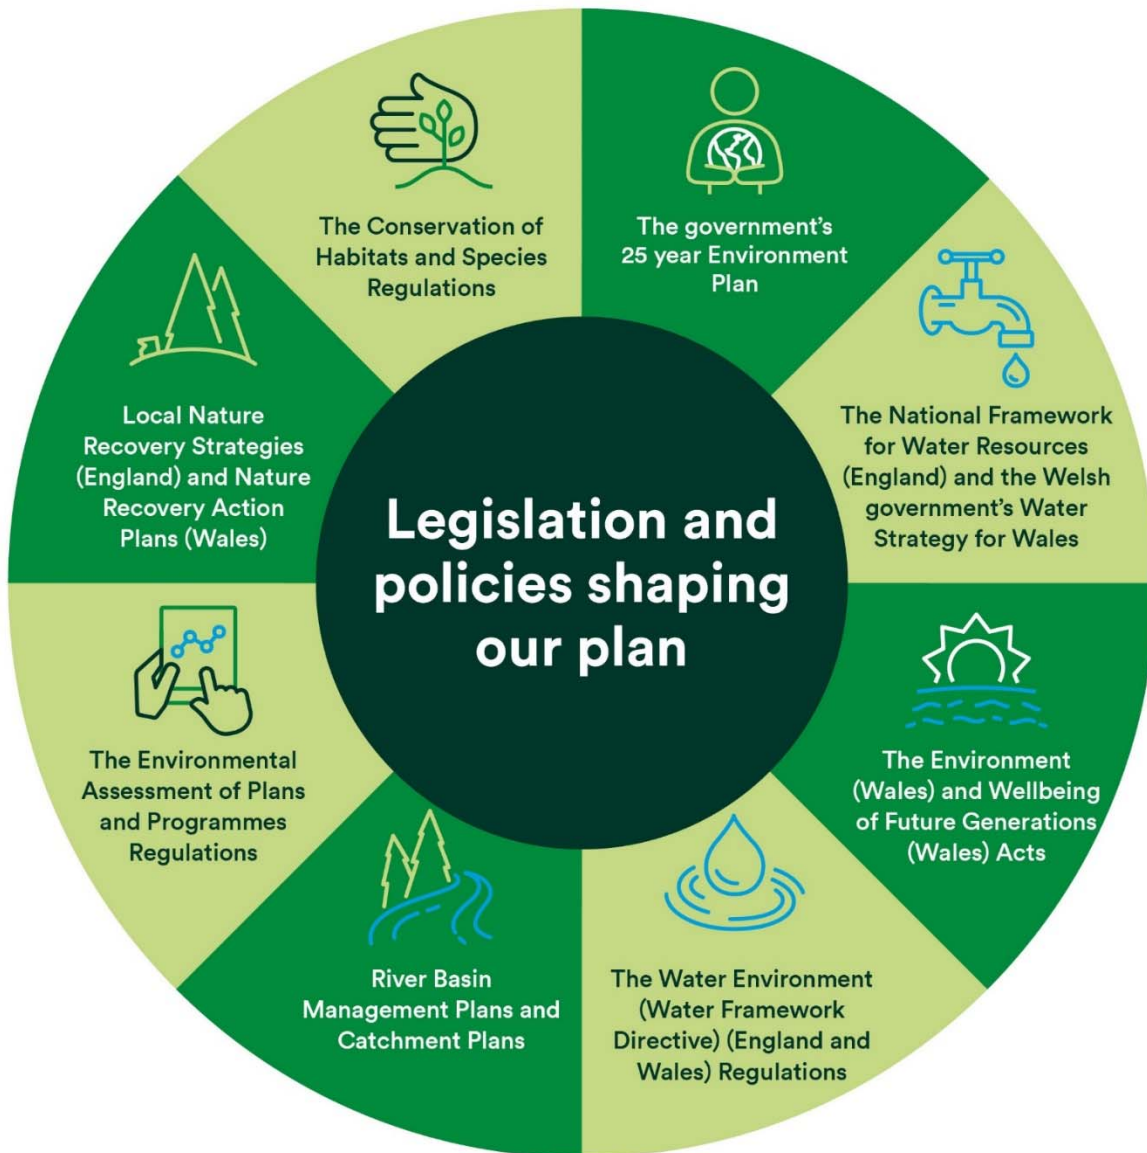 Legislation and
policies shaping
our plan
The government's
25 year Environment
Plan
The National Framework
for Water Resources
(England) and the Welsh
government's Water
Strategy for Wales
The Environment
(Wales) and Wellbeing
of Future Generations
(Wales) Acts
The Water Environment
(Water Framework
Directive) (England and
Wales) Regulations
River Basin
Management Plans and
Catchment Plans
The Environmental
Assessment of Plans
and Programmes
Regulations
Local Nature
Recovery Strategies
(England) and Nature
Recovery Action
Plans (Wales)
The Conservation of
Habitats and Species
Regulations